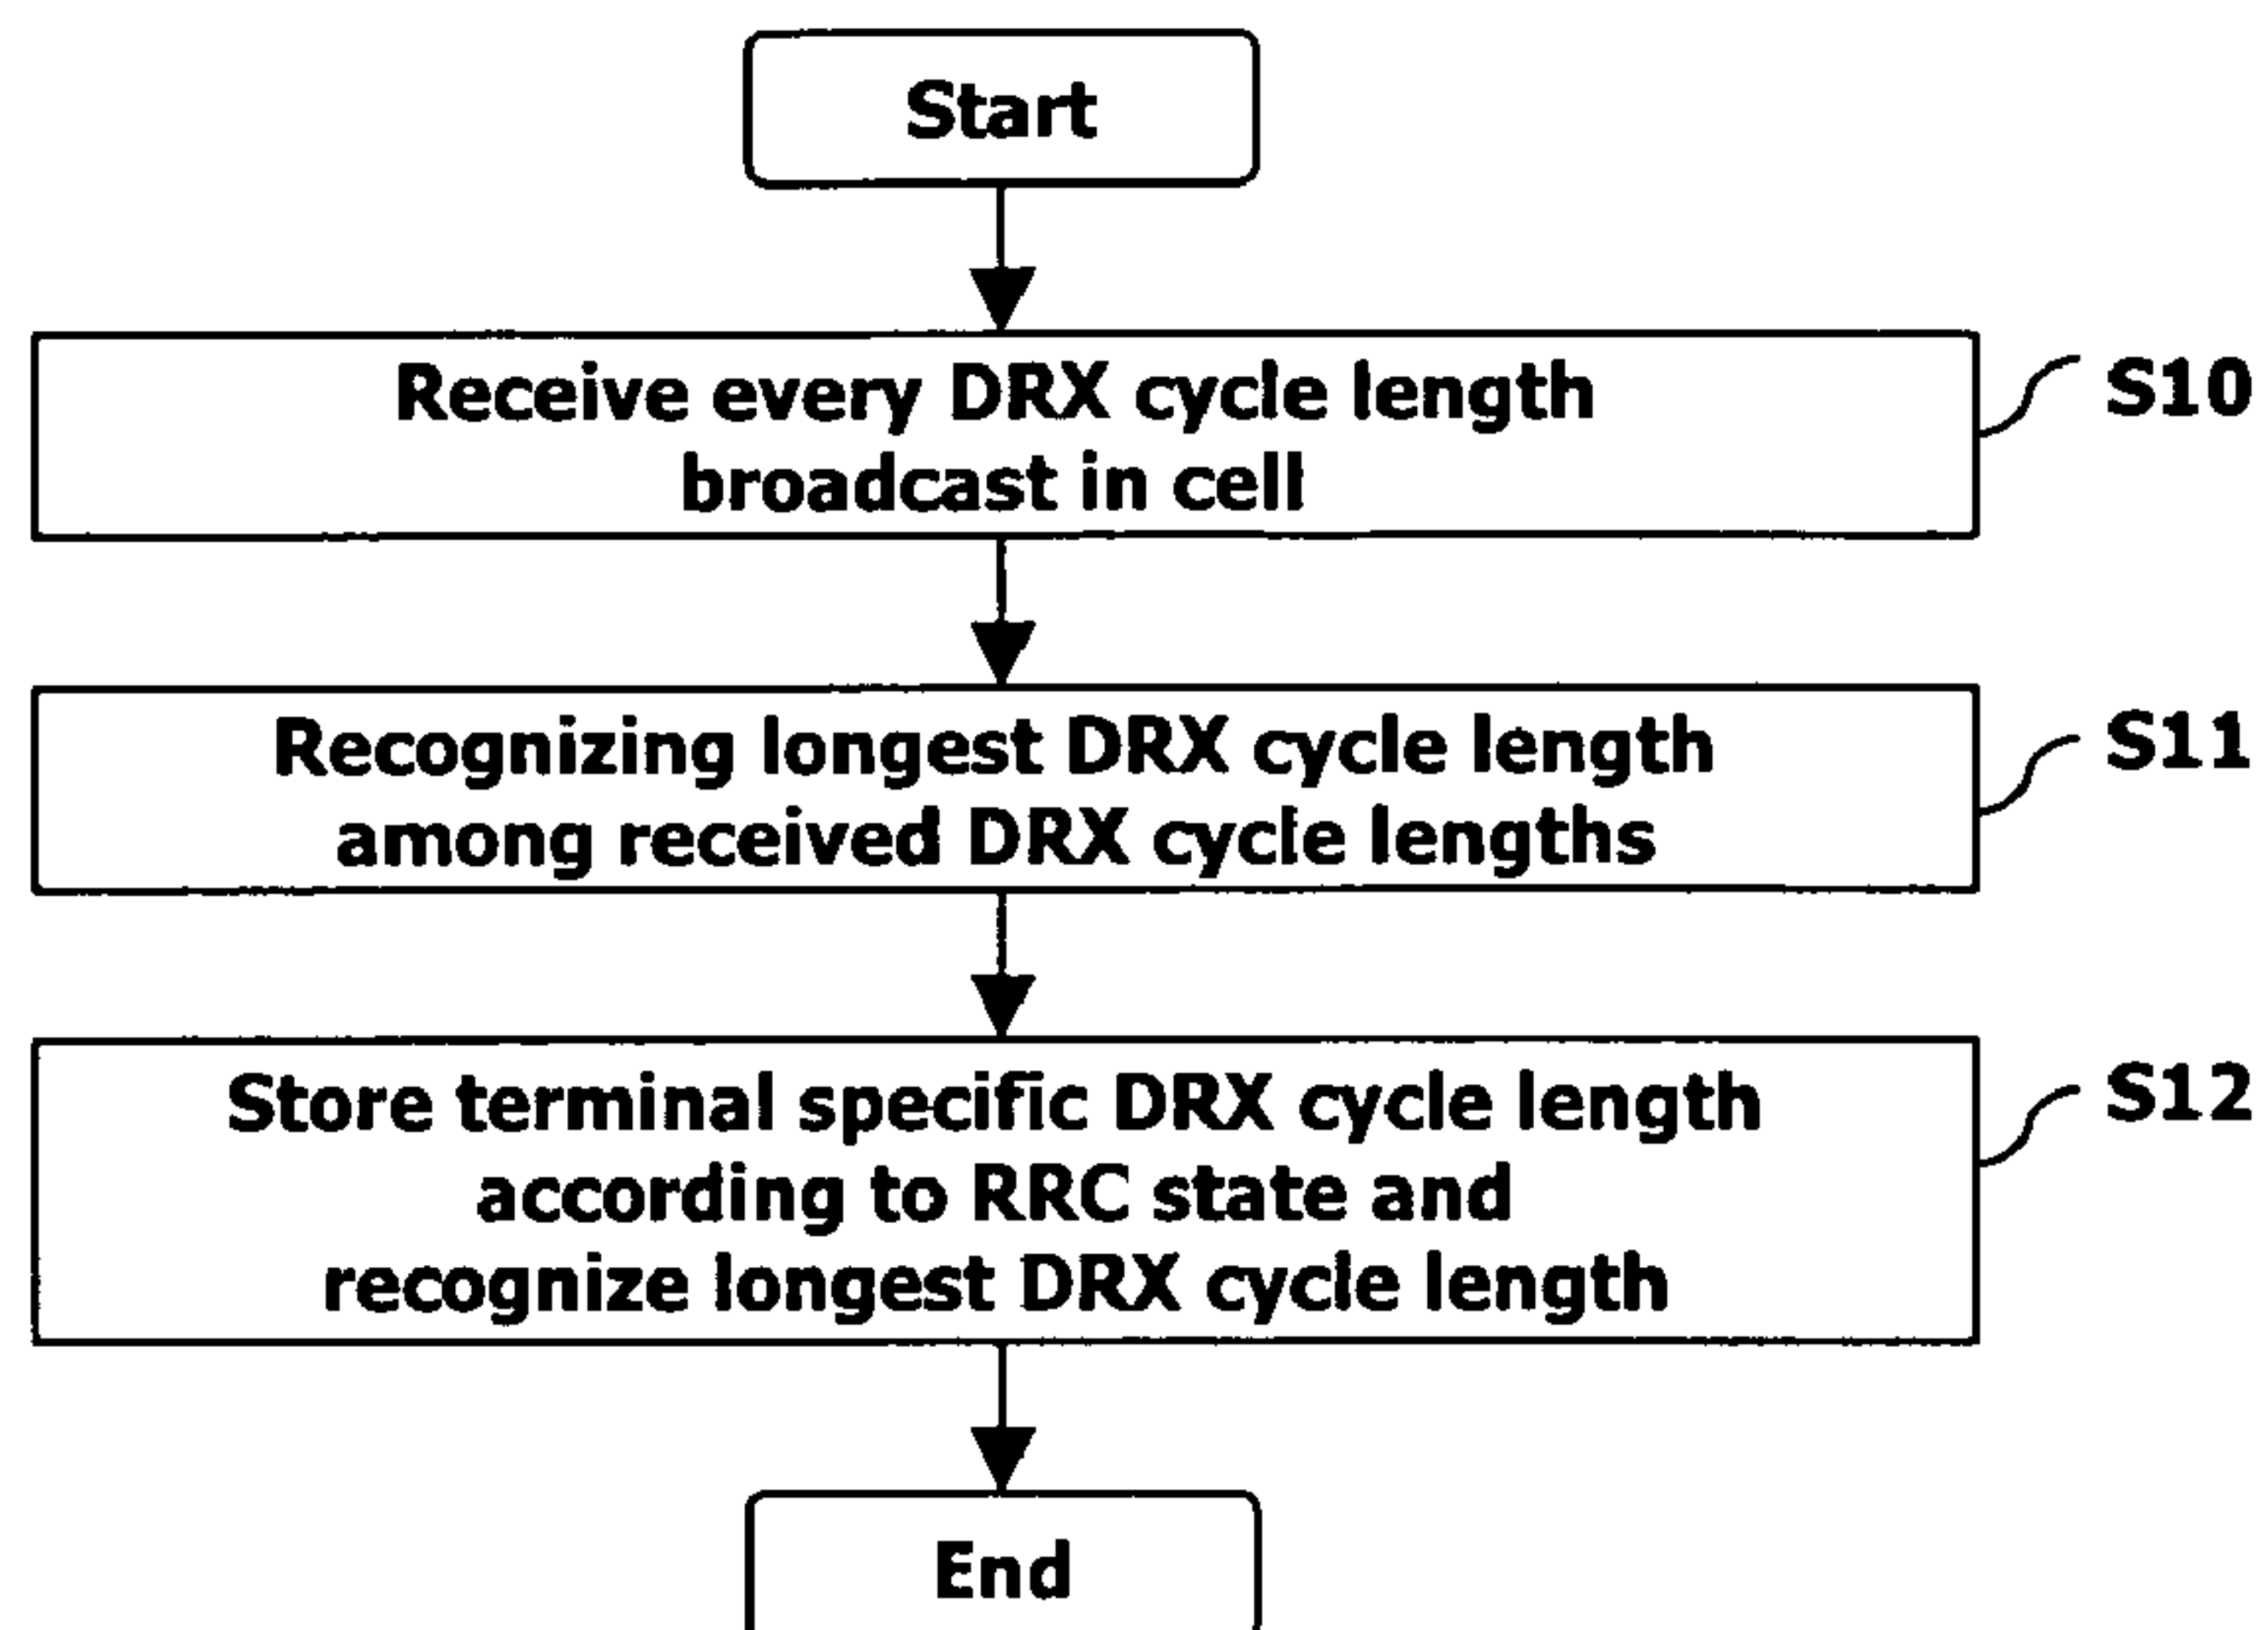 Start
Receive every DRX cycle length
broadcast in cell
S10
Recognizing longest DRX cycle length
among received DRX cycle lengths
S11
Store terminal specific DRX cycle length
according to RRC state and
recognize longest DRX cycle length
S12
End